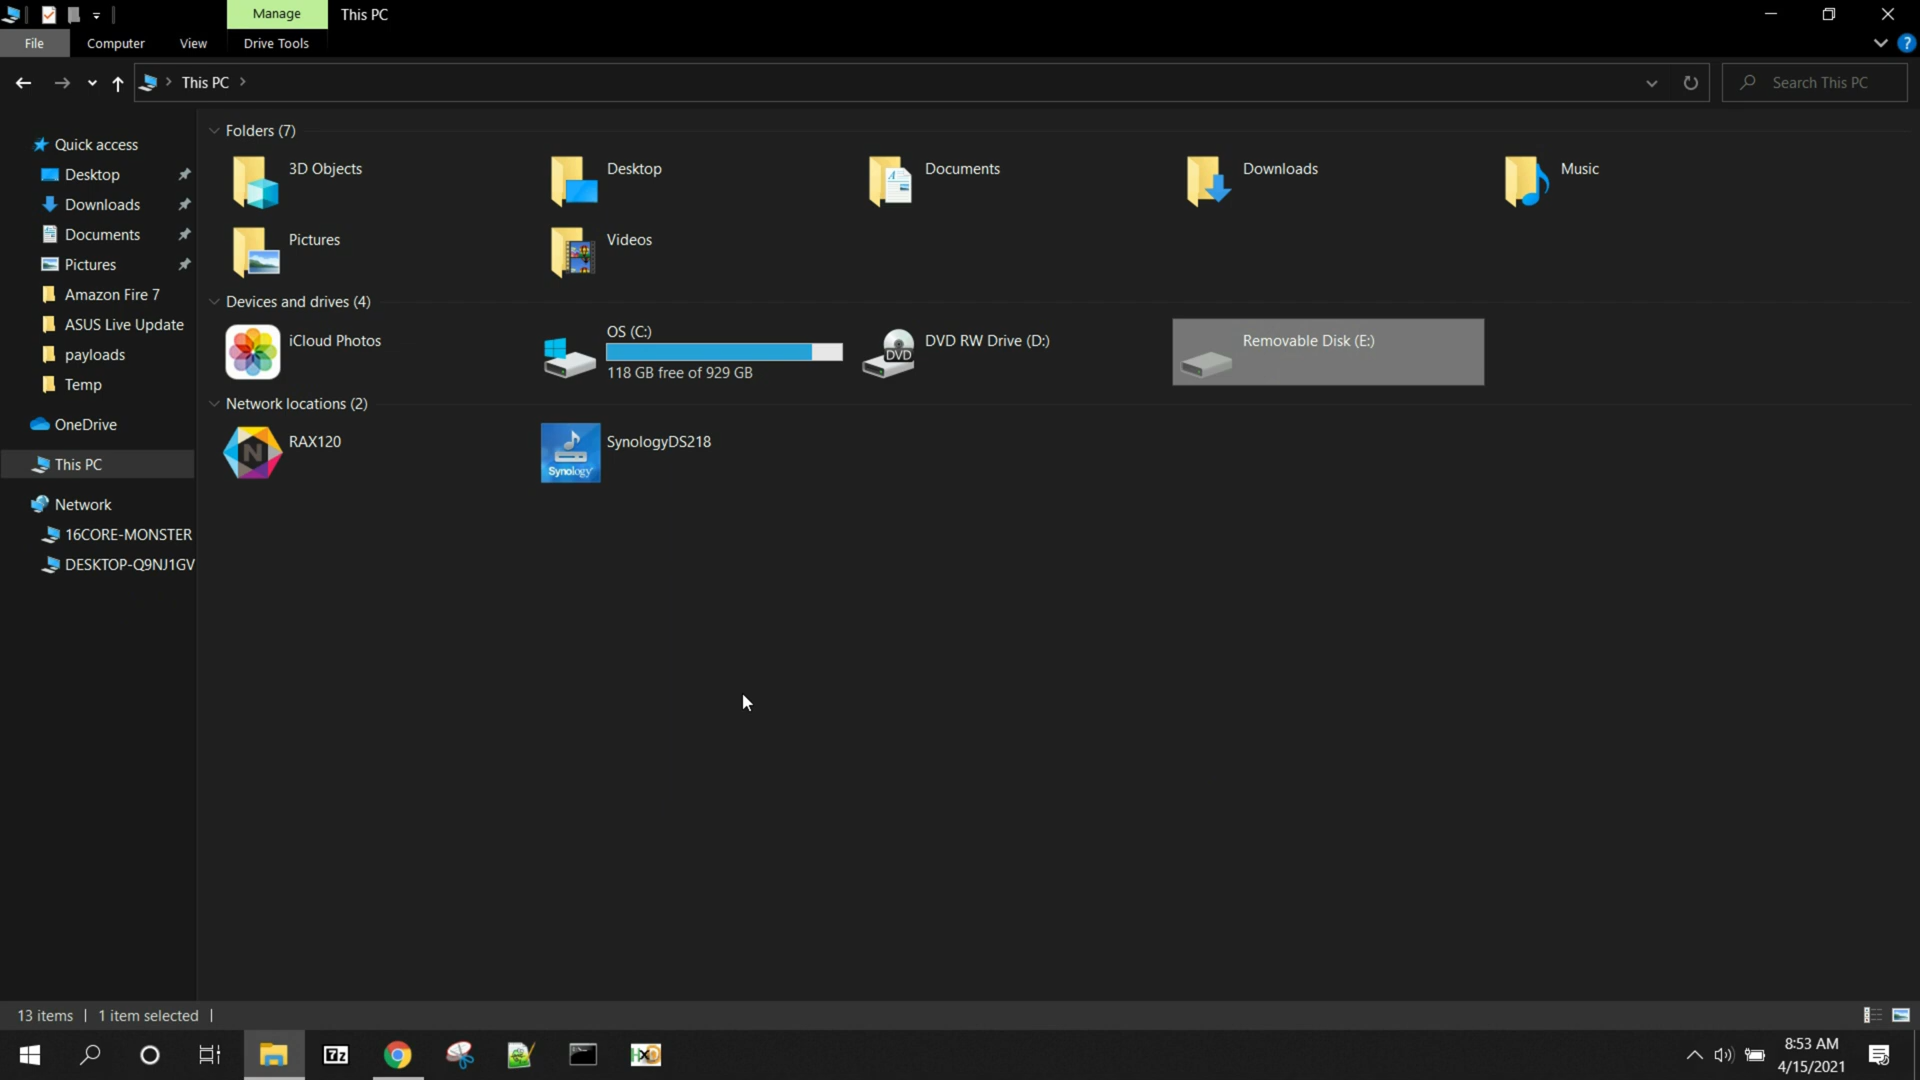 Manage
This PC
File
Computer
View
Drive Tools
?
This PC
Search This PC
Quick access
Desktop
Downloads
Documents
Pictures
Amazon Fire 7
ASUS Live Update
payloads
Temp
OneDrive
This PC
Network
16CORE-MONSTER
DESKTOP-Q9NJ1GV
Folders (7)
3D Objects
Desktop
Documents
Downloads
Music
Pictures
Videos
Devices and drives (4)
iCloud Photos
OS (C:)
118 GB free of 929 GB
DVD
DVD RW Drive (D:)
Removable Disk (E:)
Network locations (2)
N
RAX120
Synology
SynologyDS218
13 items
1 item selected
7z
HXD
8:53 AM
4/15/2021